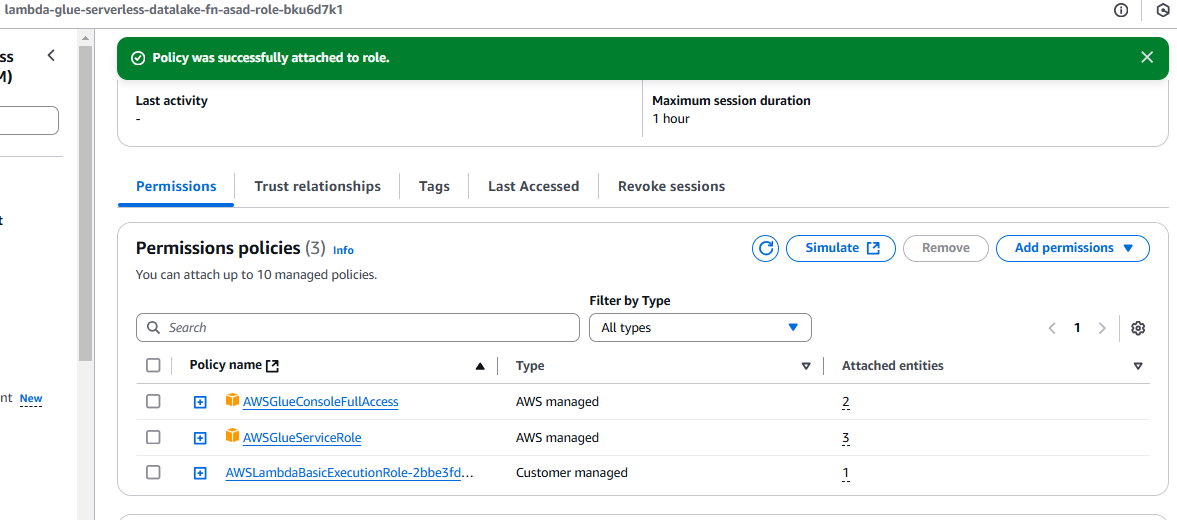 lambda-glue-serverless-datalake-fn-asad-role-bku6d7k1
Policy was successfully attached to role.
Last activity
-
Maximum session duration
1 hour
Permissions
Trust relationships
Tags
Last Accessed
Revoke sessions
Permissions policies (3) Info
Simulate
Remove
Add permissions
You can attach up to 10 managed policies.
Filter by Type
Search
All types
1
Policy name
Type
Attached entities
AWSGlueConsoleFullAccess
AWS managed
2
AWSGlueServiceRole
AWS managed
3
AWSLambdaBasicExecutionRole-2bbe3fd...
Customer managed
1
New